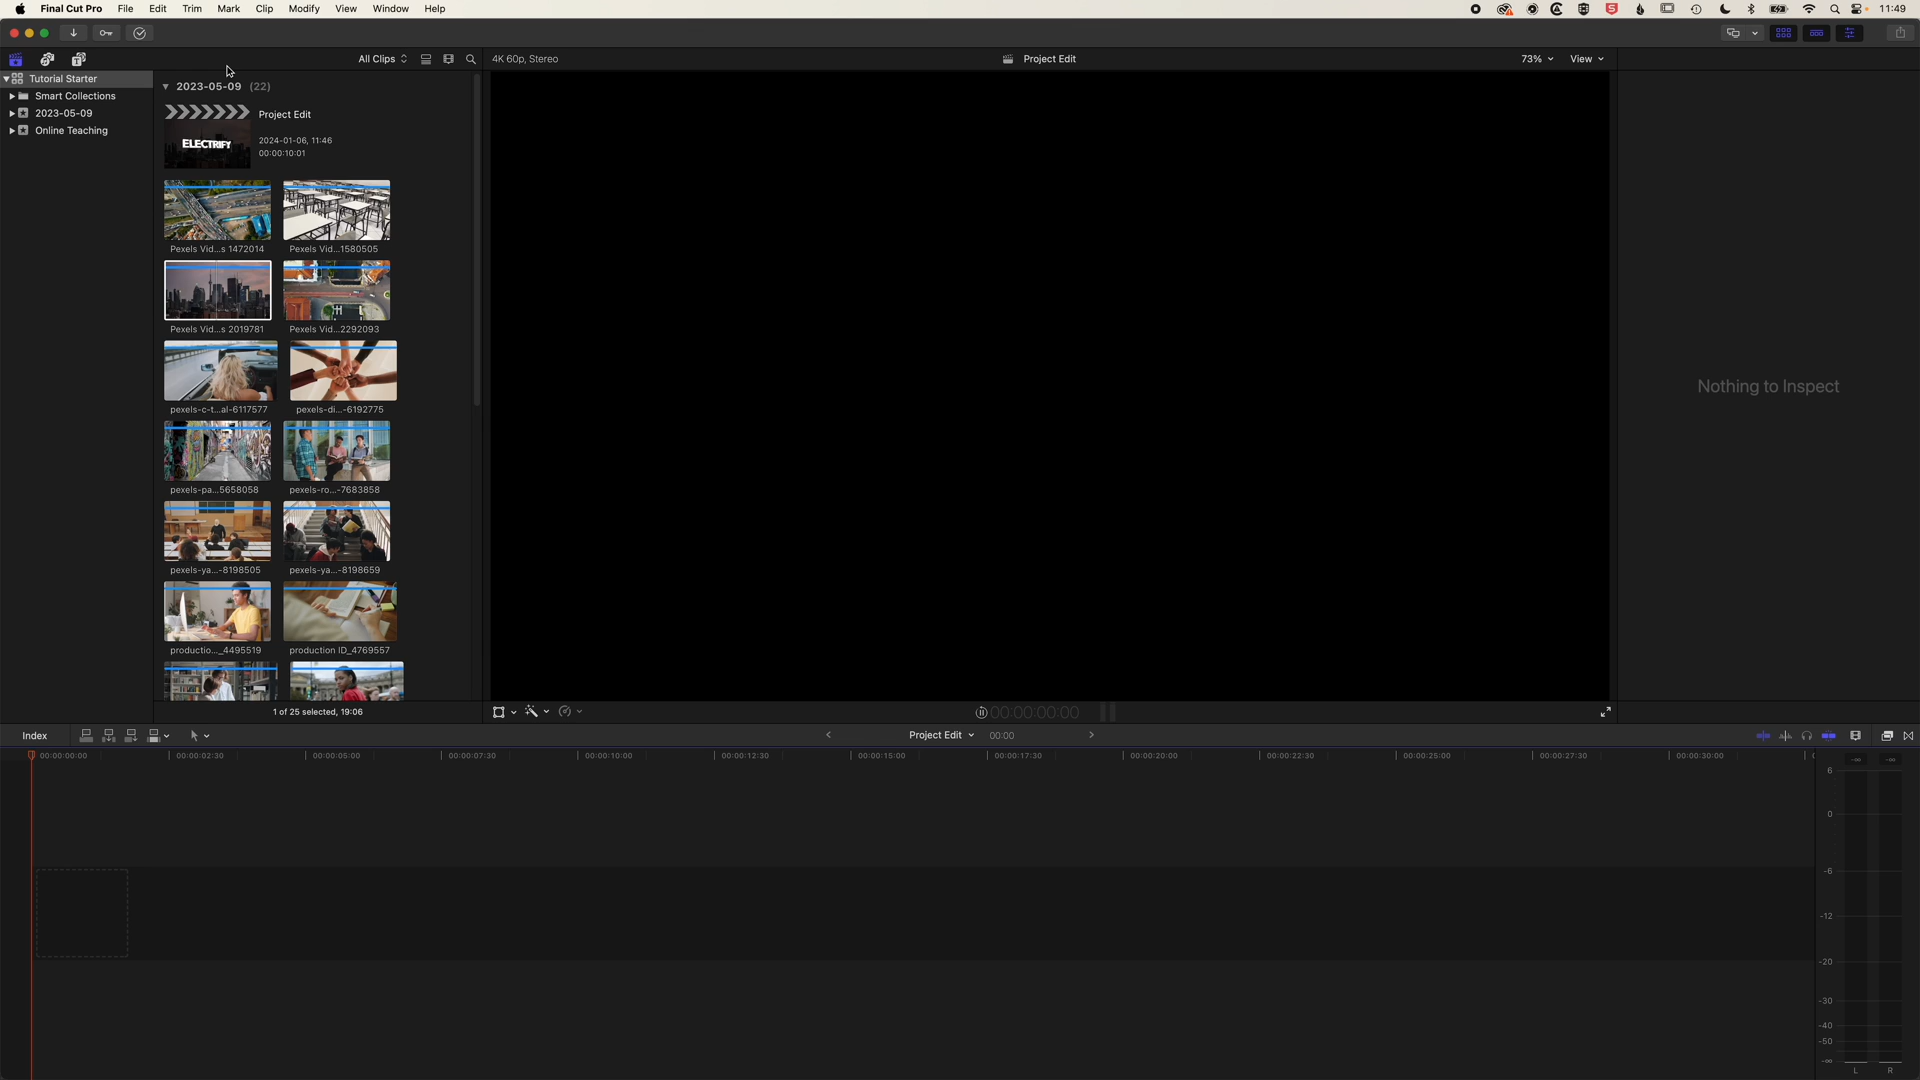 Final Cut Pro File Edit Trim Mark Clip Modify View Window Help 11:49
All Clips 4K 60p, Stereo Project Edit 73% View
Tutorial Starter
Smart Collections
2023-05-09
Online Teaching
2023-05-09 (22)
Project Edit
ELECTRIFY
2024-01-06, 11:46
00:00:10:01
Pexels Vid...s 1472014 Pexels Vid...1580505
Pexels Vid...s 2019781 Pexels Vid...2292093
pexels-c-t...al-6117577 pexels-di...-6192775
pexels-pa...5658058 pexels-ro...-7683858
pexels-ya...-8198505 pexels-ya...-8198659
productio..._4495519 production ID_4769557
1 of 25 selected, 19:06
Nothing to Inspect
00:00:00:00
Index Project Edit 00:00
00:00:00:00 00:00:02:30 00:00:05:00 00:00:07:30 00:00:10:00 00:00:12:30 00:00:15:00 00:00:17:30 00:00:20:00 00:00:22:30 00:00:25:00 00:00:27:30 00:00:30:00
-∞ -∞
6
0
-6
-12
-20
-30
-40
-50
-∞
L R